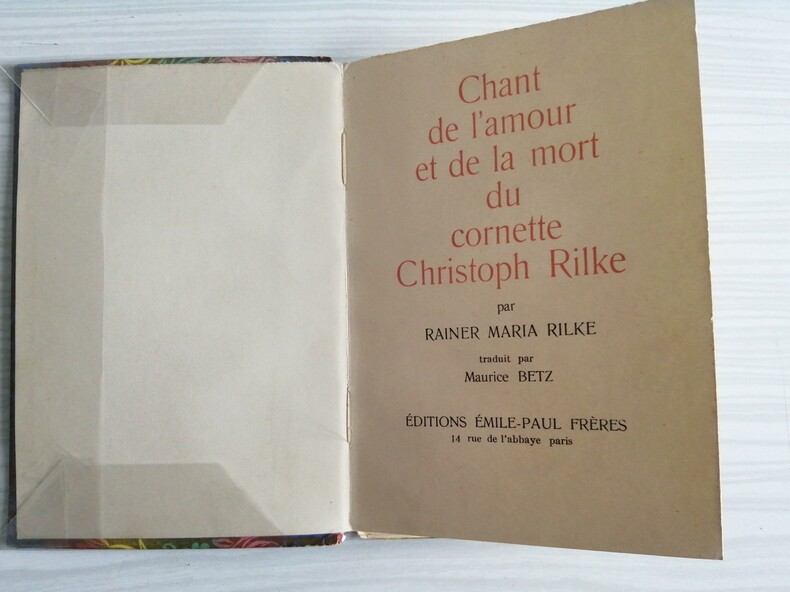 Chant
de l'amour
et de la mort
du
cornette
Christoph Rilke
par
RAINER MARIA RILKE
traduit par
Maurice BETZ
ÉDITIONS ÉMILE-PAUL FRÈRES
14 rue de l'abbaye paris